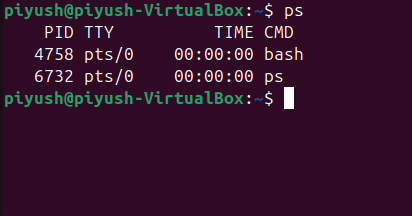 piyush@piyush-VirtualBox:~$ ps
    PID TTY          TIME CMD
   4758 pts/0    00:00:00 bash
   6732 pts/0    00:00:00 ps
piyush@piyush-VirtualBox:~$